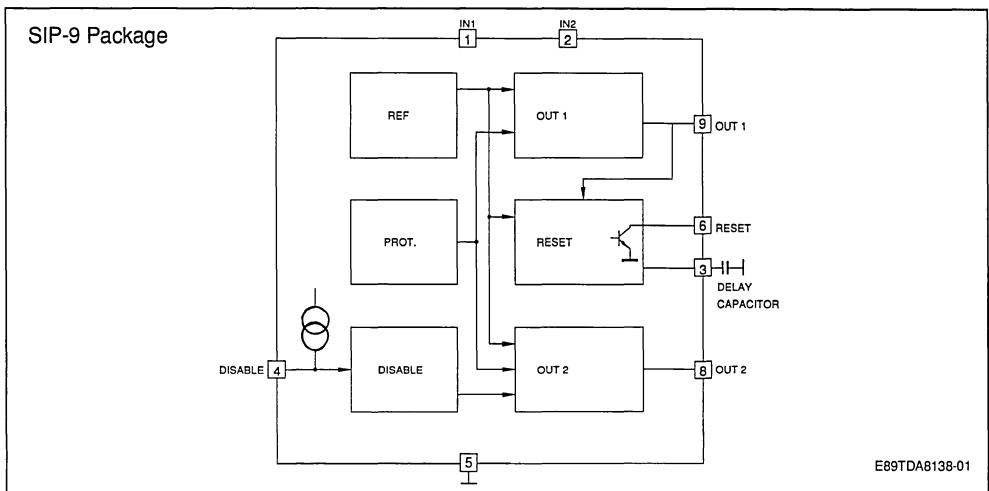 SIP-9 Package
IN1
IN2
1
2
REF
OUT 1
9 OUT 1
PROT.
RESET
6 RESET
3
DELAY
CAPACITOR
DISABLE 4
DISABLE
OUT 2
8 OUT 2
5
E89TDA8138-01